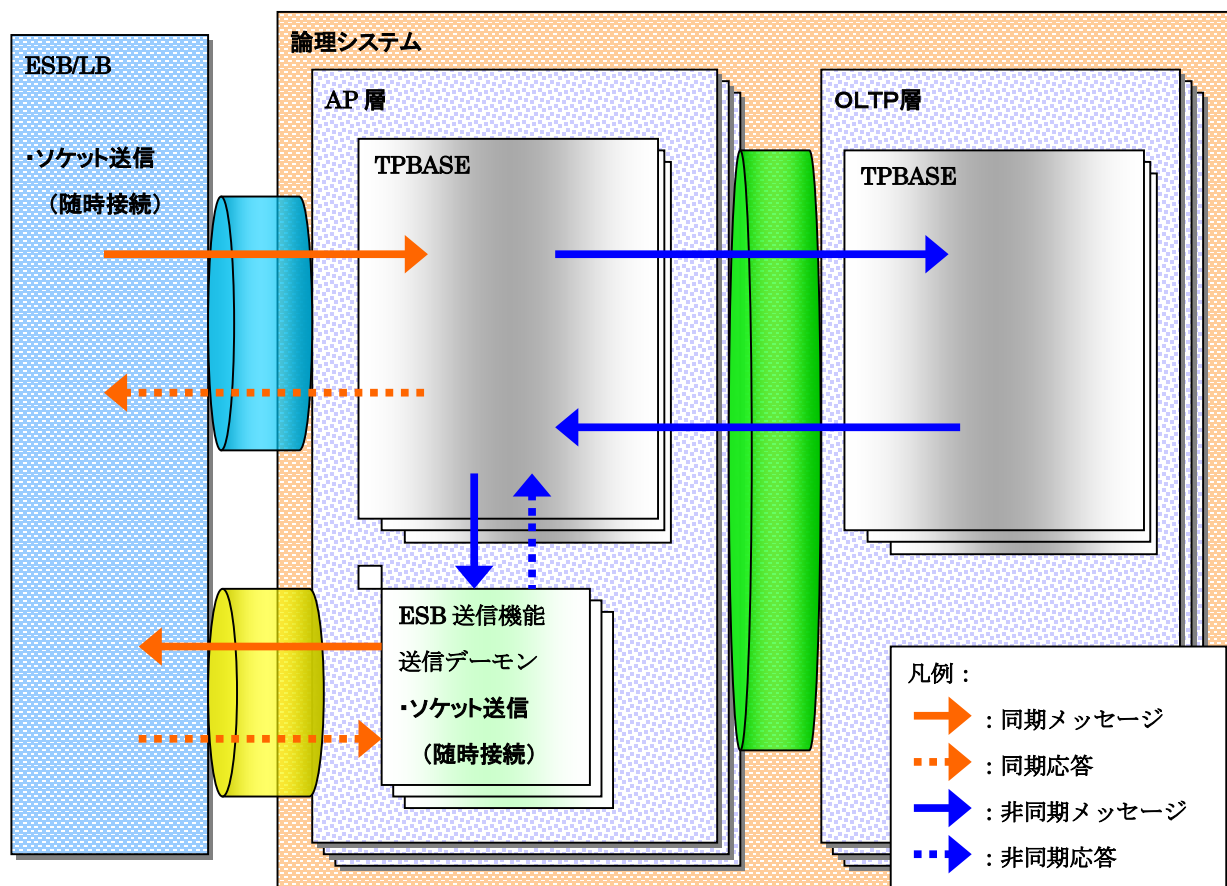 論理システム
ESB/LB
・ソケット送信
（随時接続）
AP 層
TPBASE
OLTP層
TPBASE
ESB 送信機能
送信デーモン
・ソケット送信
（随時接続）
凡例：
：同期メッセージ
：同期応答
：非同期メッセージ
：非同期応答